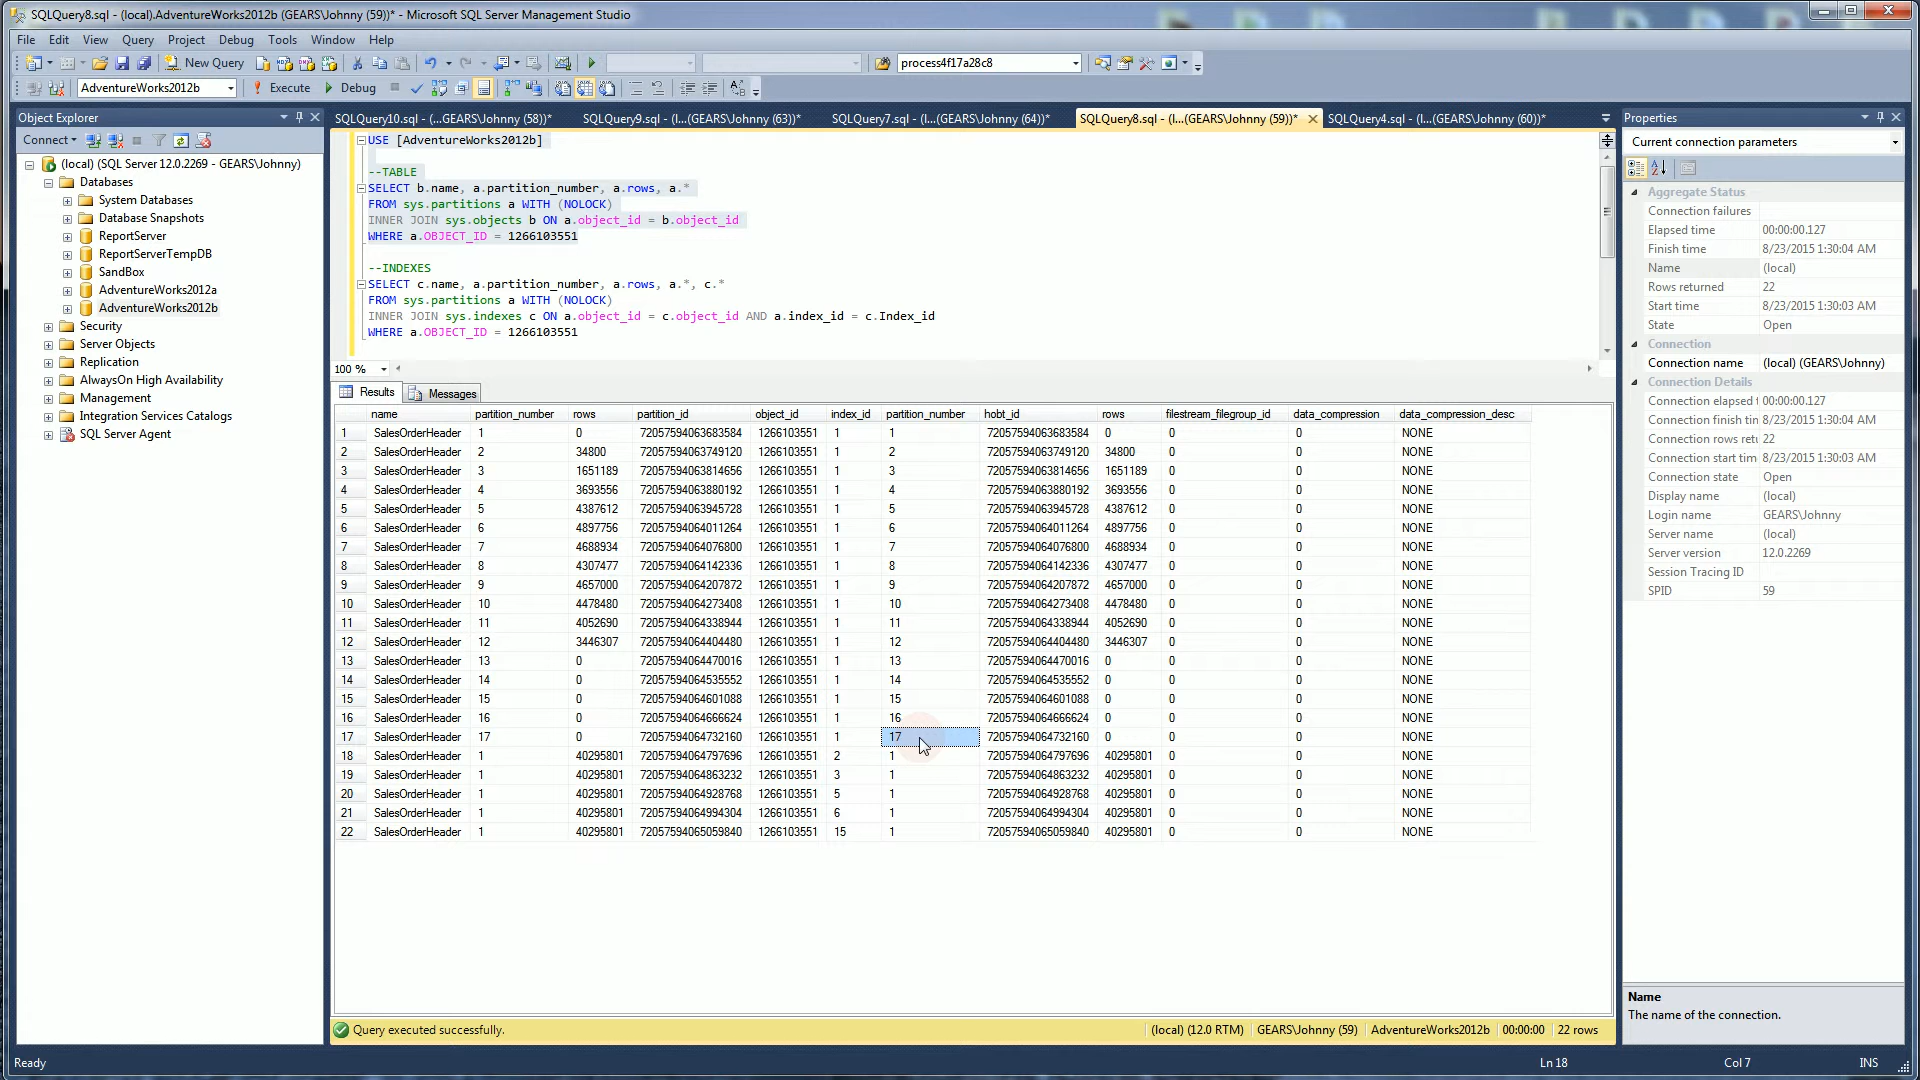 SQLQuery8.sql - (local).AdventureWorks2012b (GEARS\Johnny (59))* - Microsoft SQL Server Management Studio
File Edit View Query Project Debug Tools Window Help
New Query process4f17a28c8
AdventureWorks2012b Execute Debug
Object Explorer
Connect
(local) (SQL Server 12.0.2269 - GEARS\Johnny)
Databases
System Databases
Database Snapshots
ReportServer
ReportServerTempDB
SandBox
AdventureWorks2012a
AdventureWorks2012b
Security
Server Objects
Replication
AlwaysOn High Availability
Management
Integration Services Catalogs
SQL Server Agent
SQLQuery10.sql - (...GEARS\Johnny (58))* SQLQuery9.sql - (l...(GEARS\Johnny (63))* SQLQuery7.sql - (l...(GEARS\Johnny (64))* SQLQuery8.sql - (l...(GEARS\Johnny (59))* SQLQuery4.sql - (l...(GEARS\Johnny (60))*
USE [AdventureWorks2012b]
--TABLE
SELECT b.name, a.partition_number, a.rows, a.*
FROM sys.partitions a WITH (NOLOCK)
INNER JOIN sys.objects b ON a.object_id = b.object_id
WHERE a.OBJECT_ID = 1266103551
--INDEXES
SELECT c.name, a.partition_number, a.rows, a.*, c.*
FROM sys.partitions a WITH (NOLOCK)
INNER JOIN sys.indexes c ON a.object_id = c.object_id AND a.index_id = c.Index_id
WHERE a.OBJECT_ID = 1266103551
100 %
Results Messages
name partition_number rows partition_id object_id index_id partition_number hobt_id rows filestream_filegroup_id data_compression data_compression_desc
1 SalesOrderHeader 1 0 72057594063683584 1266103551 1 1 72057594063683584 0 0 0 NONE
2 SalesOrderHeader 2 34800 72057594063749120 1266103551 1 2 72057594063749120 34800 0 0 NONE
3 SalesOrderHeader 3 1651189 72057594063814656 1266103551 1 3 72057594063814656 1651189 0 0 NONE
4 SalesOrderHeader 4 3693556 72057594063880192 1266103551 1 4 72057594063880192 3693556 0 0 NONE
5 SalesOrderHeader 5 4387612 72057594063945728 1266103551 1 5 72057594063945728 4387612 0 0 NONE
6 SalesOrderHeader 6 4897756 72057594064011264 1266103551 1 6 72057594064011264 4897756 0 0 NONE
7 SalesOrderHeader 7 4688934 72057594064076800 1266103551 1 7 72057594064076800 4688934 0 0 NONE
8 SalesOrderHeader 8 4307477 72057594064142336 1266103551 1 8 72057594064142336 4307477 0 0 NONE
9 SalesOrderHeader 9 4657000 72057594064207872 1266103551 1 9 72057594064207872 4657000 0 0 NONE
10 SalesOrderHeader 10 4478480 72057594064273408 1266103551 1 10 72057594064273408 4478480 0 0 NONE
11 SalesOrderHeader 11 4052690 72057594064338944 1266103551 1 11 72057594064338944 4052690 0 0 NONE
12 SalesOrderHeader 12 3446307 72057594064404480 1266103551 1 12 72057594064404480 3446307 0 0 NONE
13 SalesOrderHeader 13 0 72057594064470016 1266103551 1 13 72057594064470016 0 0 0 NONE
14 SalesOrderHeader 14 0 72057594064535552 1266103551 1 14 72057594064535552 0 0 0 NONE
15 SalesOrderHeader 15 0 72057594064601088 1266103551 1 15 72057594064601088 0 0 0 NONE
16 SalesOrderHeader 16 0 72057594064666624 1266103551 1 16 72057594064666624 0 0 0 NONE
17 SalesOrderHeader 17 0 72057594064732160 1266103551 1 17 72057594064732160 0 0 0 NONE
18 SalesOrderHeader 1 40295801 72057594064797696 1266103551 2 1 72057594064797696 40295801 0 0 NONE
19 SalesOrderHeader 1 40295801 72057594064863232 1266103551 3 1 72057594064863232 40295801 0 0 NONE
20 SalesOrderHeader 1 40295801 72057594064928768 1266103551 5 1 72057594064928768 40295801 0 0 NONE
21 SalesOrderHeader 1 40295801 72057594064994304 1266103551 6 1 72057594064994304 40295801 0 0 NONE
22 SalesOrderHeader 1 40295801 72057594065059840 1266103551 15 1 72057594065059840 40295801 0 0 NONE
Query executed successfully. (local) (12.0 RTM) GEARS\Johnny (59) AdventureWorks2012b 00:00:00 22 rows
Properties
Current connection parameters
Aggregate Status
Connection failures
Elapsed time 00:00:00.127
Finish time 8/23/2015 1:30:04 AM
Name (local)
Rows returned 22
Start time 8/23/2015 1:30:03 AM
State Open
Connection
Connection name (local) (GEARS\Johnny)
Connection Details
Connection elapsed t 00:00:00.127
Connection finish tin 8/23/2015 1:30:04 AM
Connection rows retu 22
Connection start tim 8/23/2015 1:30:03 AM
Connection state Open
Display name (local)
Login name GEARS\Johnny
Server name (local)
Server version 12.0.2269
Session Tracing ID
SPID 59
Name
The name of the connection.
Ready Ln 18 Col 7 INS